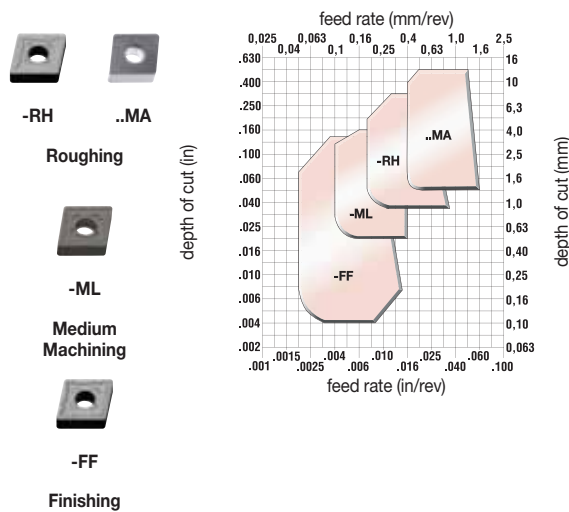 -RH
..MA
Roughing
-ML
Medium
Machining
-FF
Finishing
feed rate (mm/rev)
0,025 0,063 0,16 0,4 1,0 2,5
0,04 0,1 0,25 0,63 1,6
depth of cut (in)
.630
.400
.250
.160
.100
.060
.040
.025
.016
.010
.006
.004
.002
..MA
-RH
-ML
-FF
16
10
6,3
4,0
2,5
1,6
1,0
0,63
0,40
0,25
0,16
0,10
0,063
depth of cut (mm)
.0015 .004 .010 .025 .060
.001 .0025 .006 .016 .040 .100
feed rate (in/rev)